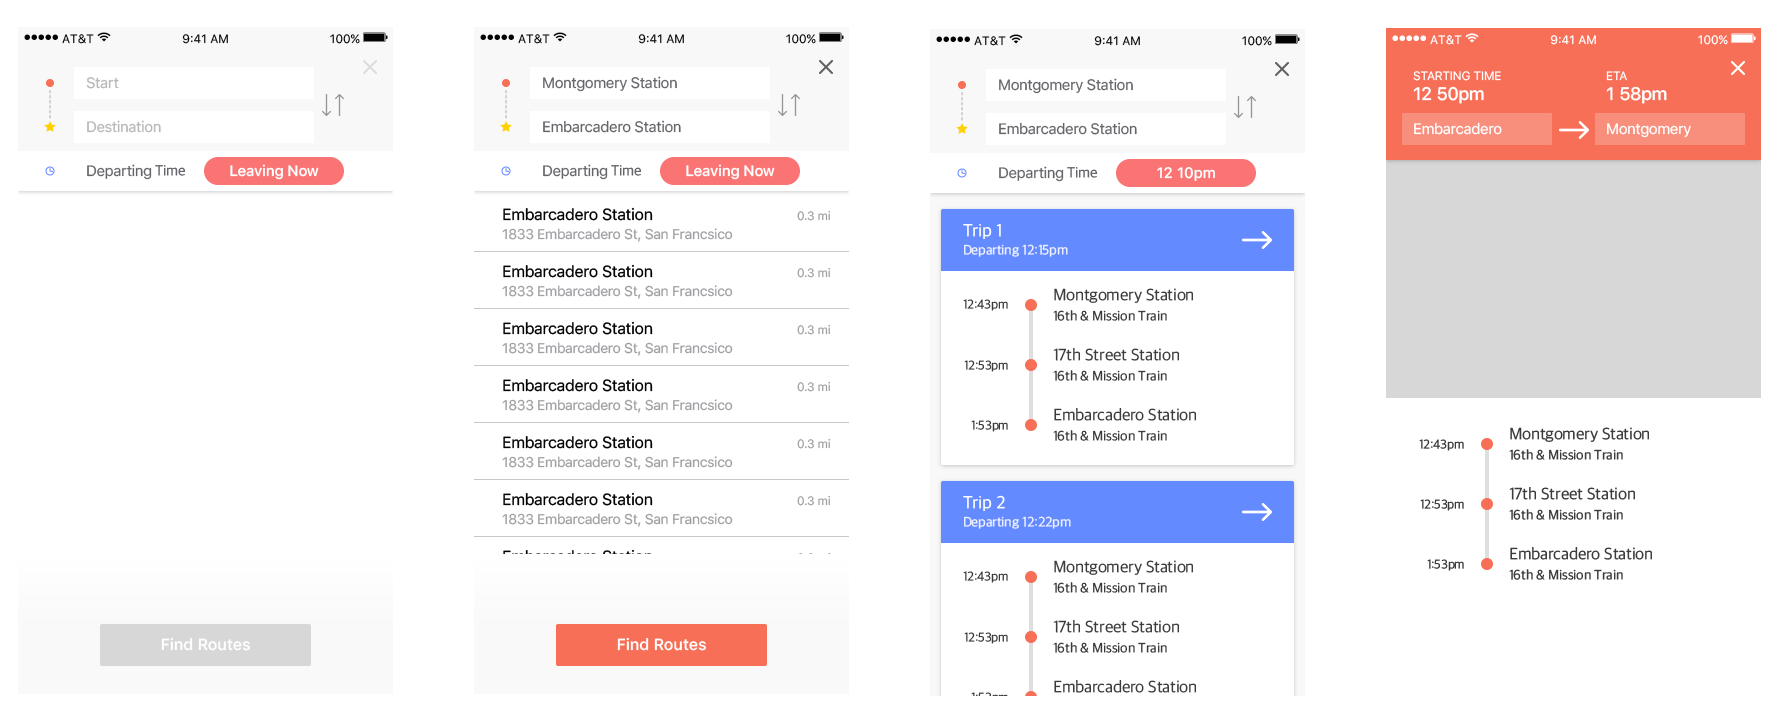 AT&T 9:41 AM 100%
Start
Destination
Departing Time Leaving Now
Find Routes
AT&T 9:41 AM 100%
Montgomery Station
Embarcadero Station
Departing Time Leaving Now
Embarcadero Station 0.3 mi
1833 Embarcadero St, San Francsico
Embarcadero Station 0.3 mi
1833 Embarcadero St, San Francsico
Embarcadero Station 0.3 mi
1833 Embarcadero St, San Francsico
Embarcadero Station 0.3 mi
1833 Embarcadero St, San Francsico
Embarcadero Station 0.3 mi
1833 Embarcadero St, San Francsico
Embarcadero Station 0.3 mi
1833 Embarcadero St, San Francsico
Embarcadero Station 0.3 mi
Find Routes
AT&T 9:41 AM 100%
Montgomery Station
Embarcadero Station
Departing Time 12 10pm
Trip 1
Departing 12:15pm
12:43pm Montgomery Station
16th & Mission Train
12:53pm 17th Street Station
16th & Mission Train
1:53pm Embarcadero Station
16th & Mission Train
Trip 2
Departing 12:22pm
12:43pm Montgomery Station
16th & Mission Train
12:53pm 17th Street Station
16th & Mission Train
1:53pm Embarcadero Station
AT&T 9:41 AM 100%
STARTING TIME ETA
12 50pm 1 58pm
Embarcadero Montgomery
12:43pm Montgomery Station
16th & Mission Train
12:53pm 17th Street Station
16th & Mission Train
1:53pm Embarcadero Station
16th & Mission Train